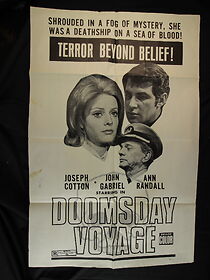 SHROUDED IN A FOG OF MYSTERY, SHE
WAS A DEATHSHIP ON A SEA OF BLOOD!
TERROR BEYOND BELIEF!
JOSEPH COTTON
JOHN GABRIEL
ANN RANDALL
STARRING IN
DOOMSDAY
VOYAGE
COLOR